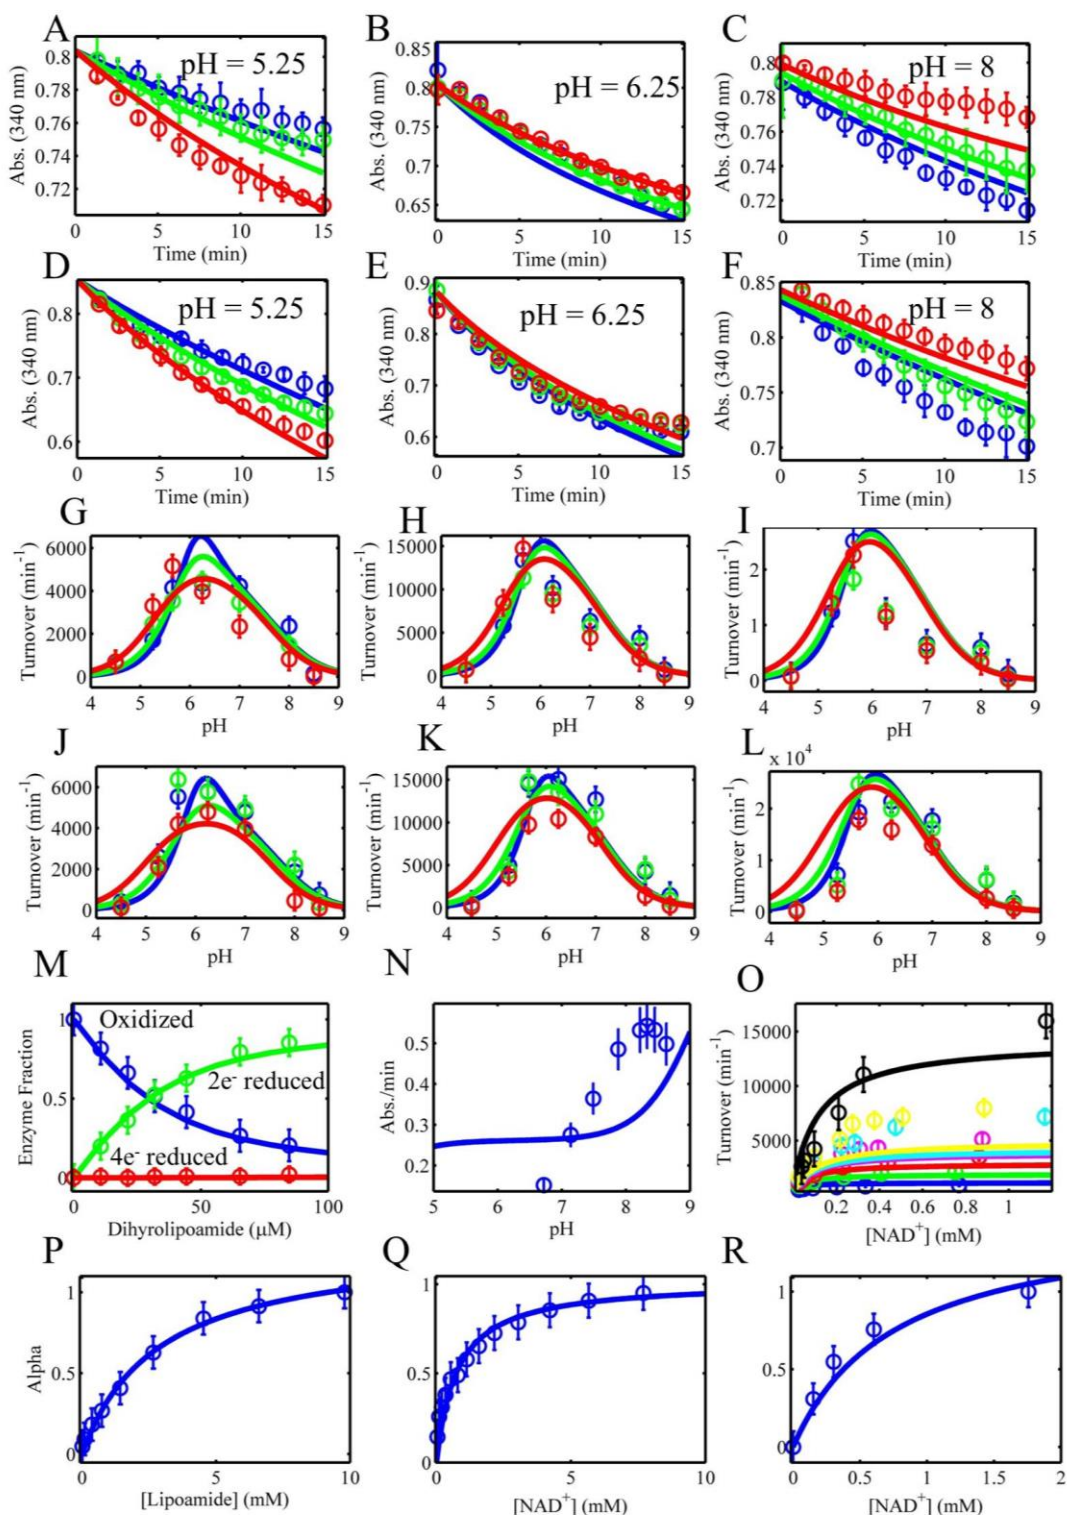 A B C
0.8 0.76 0.74 0.72
Abs. (340 nm)
pH = 5.25
0 5 10 15
Time (min)
0.85 0.8 0.75 0.7 0.65
Abs. (340 nm)
pH = 6.25
0 5 10 15
Time (min)
0.8 0.76 0.74 0.72
Abs. (340 nm)
pH = 8
0 5 10 15
Time (min)
D E F
0.8 0.7 0.6
Abs. (340 nm)
pH = 5.25
0 5 10 15
Time (min)
0.9 0.8 0.7 0.6
Abs. (340 nm)
pH = 6.25
0 5 10 15
Time (min)
0.85 0.8 0.75 0.7
Abs. (340 nm)
pH = 8
0 5 10 15
Time (min)
G H I
6000 4000 2000 0
Turnover (min⁻¹)
4 5 6 7 8 9
pH
15000 10000 5000 0
Turnover (min⁻¹)
4 5 6 7 8 9
pH
2 1 0
Turnover (min⁻¹)
4 5 6 7 8 9
pH
J K L
6000 4000 2000 0
Turnover (min⁻¹)
4 5 6 7 8 9
pH
15000 10000 5000 0
Turnover (min⁻¹)
4 5 6 7 8 9
pH
x 10⁴
2 1 0
Turnover (min⁻¹)
4 5 6 7 8 9
pH
M N O
1 0.5 0
Enzyme Fraction
Oxidized
2e⁻ reduced
4e⁻ reduced
0 50 100
Dihyrolipoamide (µM)
0.5 0.4 0.3 0.2
Abs./min
5 6 7 8 9
pH
15000 10000 5000
Turnover (min⁻¹)
0.2 0.4 0.6 0.8 1
[NAD⁺] (mM)
P Q R
1 0.5 0
Alpha
0 5 10
[Lipoamide] (mM)
1 0.5 0
0 5 10
[NAD⁺] (mM)
1 0.5 0
0 0.5 1 1.5 2
[NAD⁺] (mM)